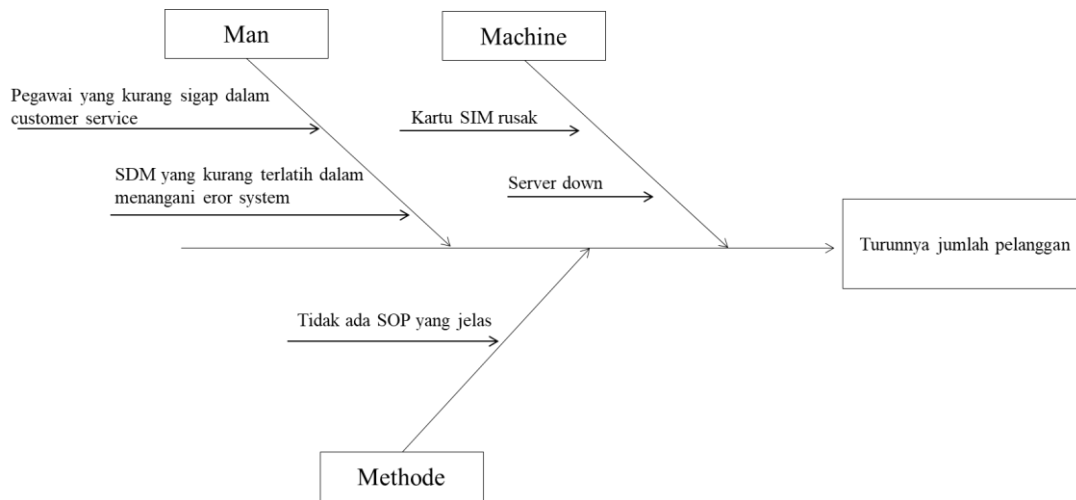 Man
Machine
Pegawai yang kurang sigap dalam
customer service
Kartu SIM rusak
SDM yang kurang terlatih dalam
menangani eror system
Server down
Turunnya jumlah pelanggan
Tidak ada SOP yang jelas
Methode